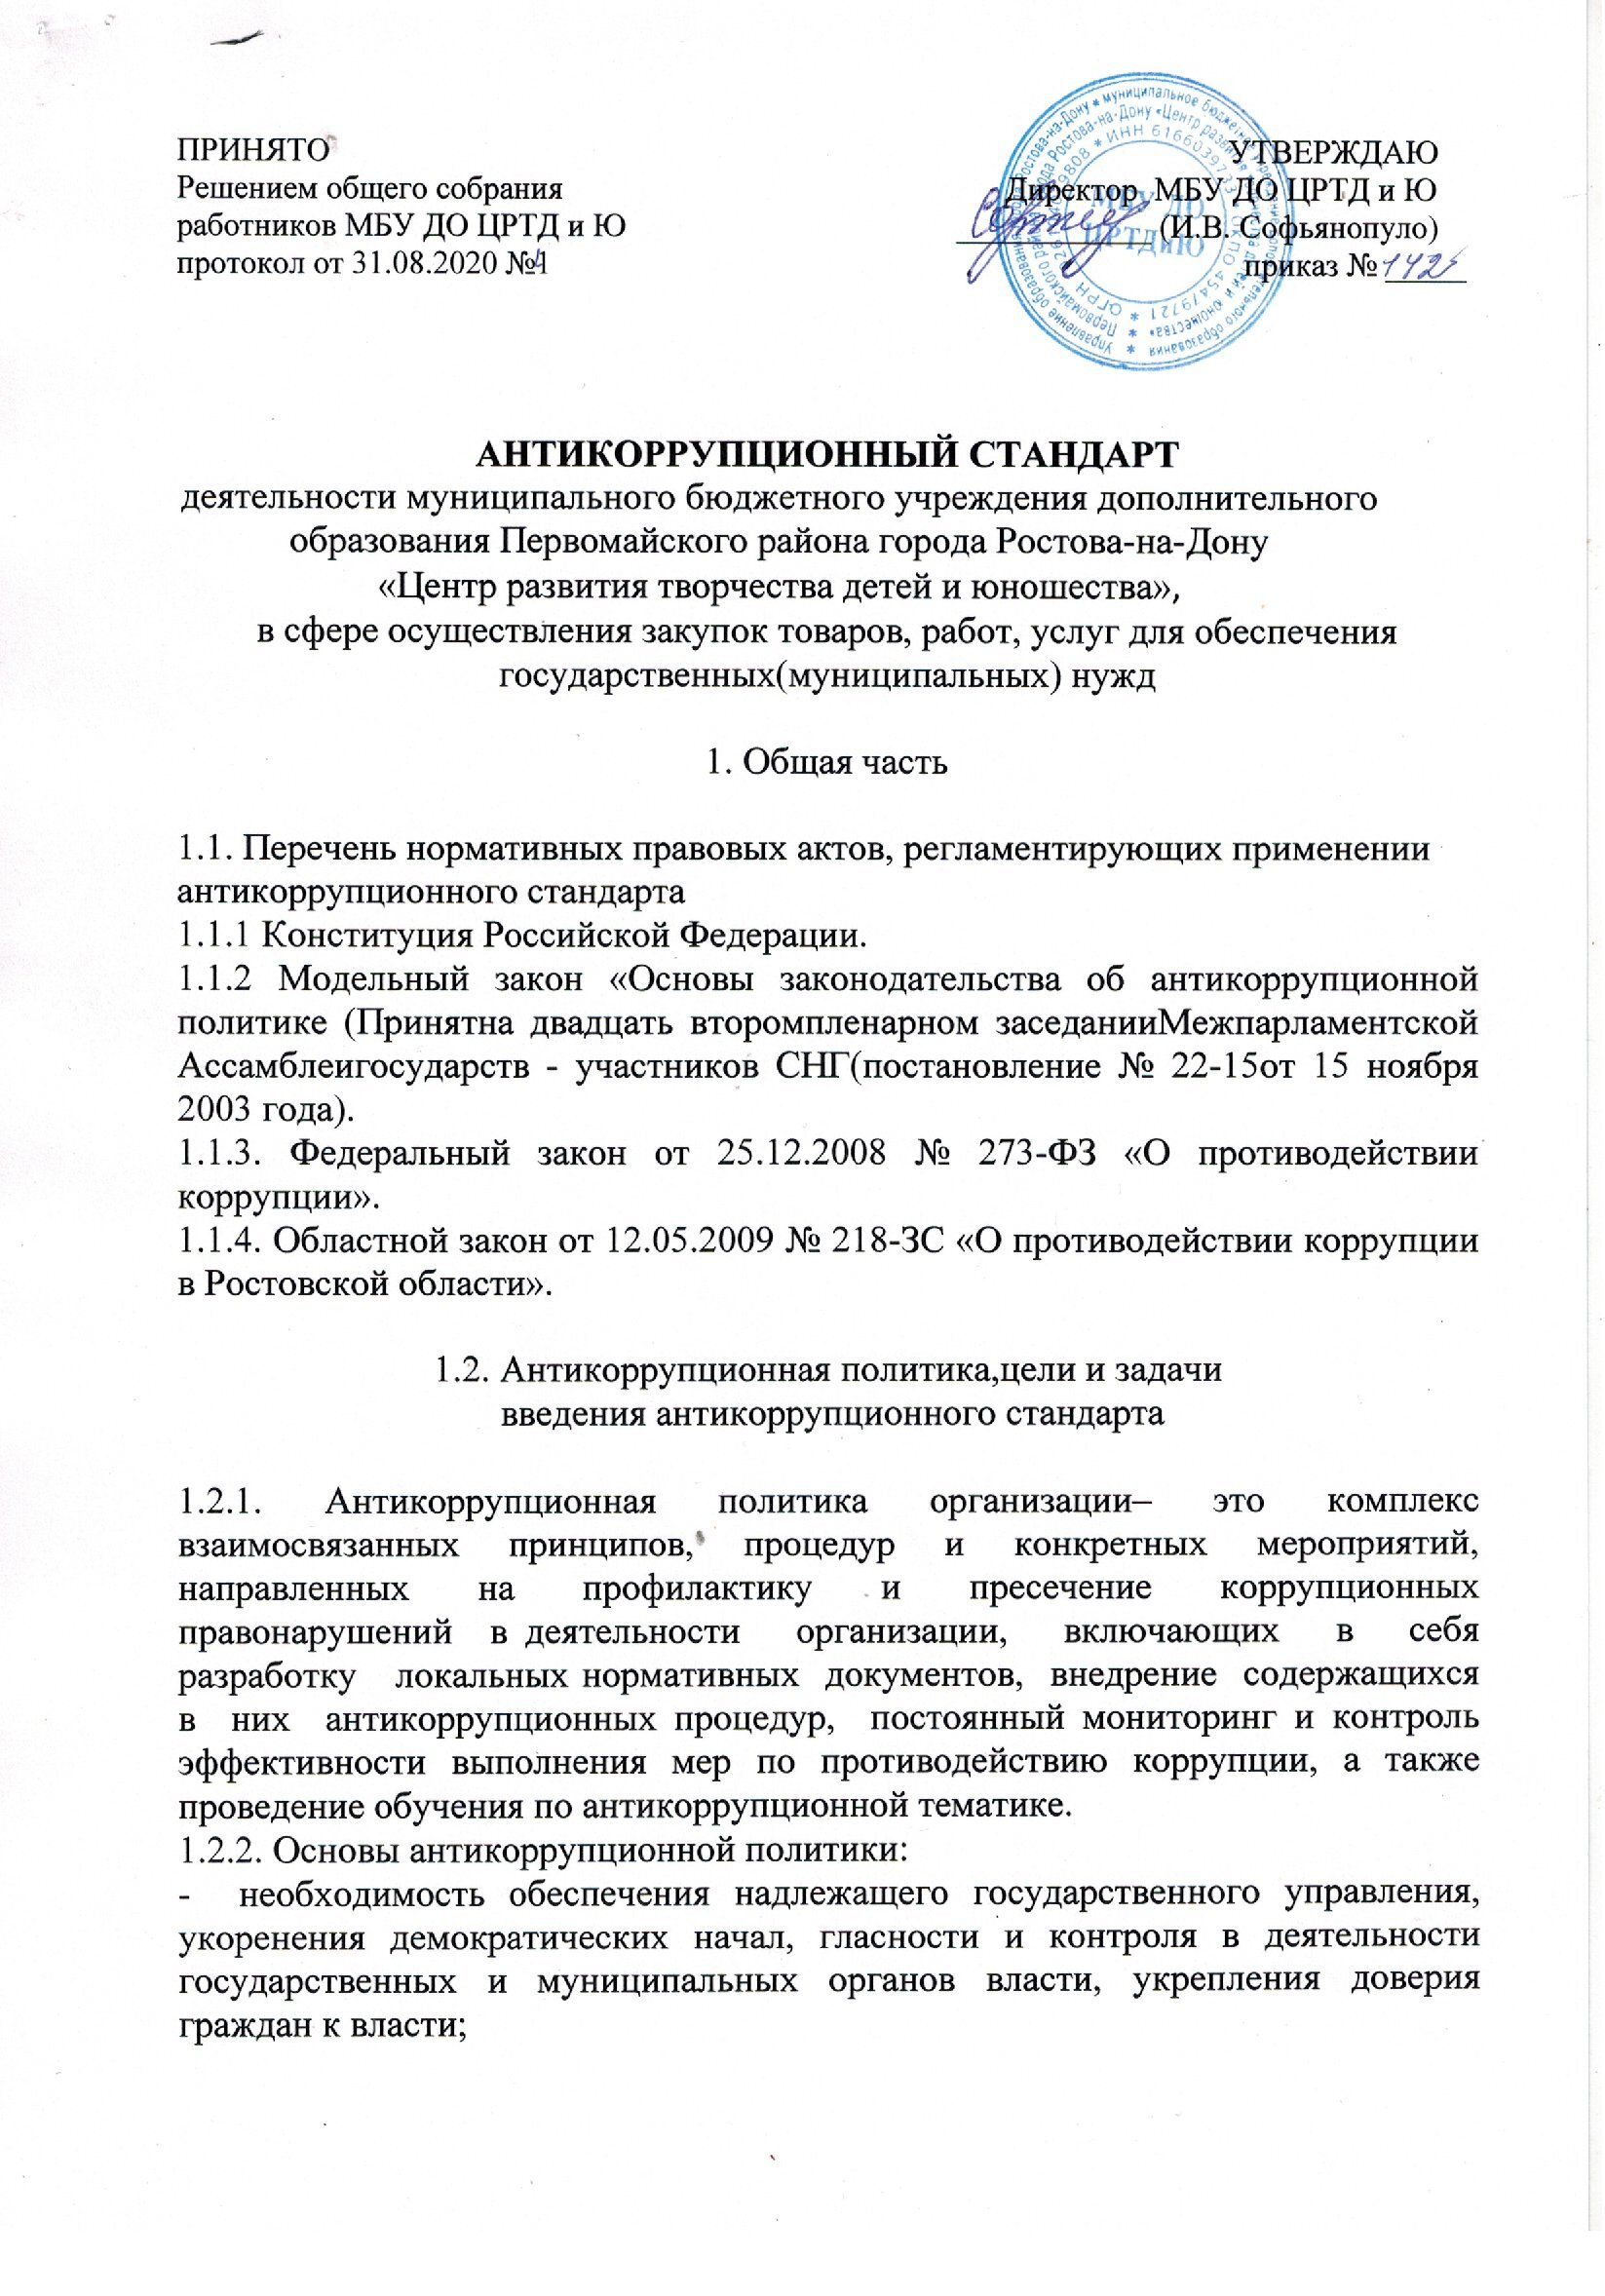 ПРИНЯТО
Решением общего собрания
работников МБУ ДО ЦРТД и Ю
протокол от 31.08.2020 №1
УТВЕРЖДАЮ
Директор МБУ ДО ЦРТД и Ю
(И.В. Софьянопуло)
приказ № 142
МБУ ДО
ЦРТДиЮ
АНТИКОРРУПЦИОННЫЙ СТАНДАРТ
деятельности муниципального бюджетного учреждения дополнительного
образования Первомайского района города Ростова-на-Дону
«Центр развития творчества детей и юношества»,
в сфере осуществления закупок товаров, работ, услуг для обеспечения
государственных(муниципальных) нужд
1. Общая часть
1.1. Перечень нормативных правовых актов, регламентирующих применении
антикоррупционного стандарта
1.1.1 Конституция Российской Федерации.
1.1.2 Модельный закон «Основы законодательства об антикоррупционной
политике (Принятна двадцать второмпленарном заседанииМежпарламентской
Ассамблеигосударств - участников СНГ(постановление № 22-15от 15 ноября
2003 года).
1.1.3. Федеральный закон от 25.12.2008 № 273-ФЗ «О противодействии
коррупции».
1.1.4. Областной закон от 12.05.2009 № 218-ЗС «О противодействии коррупции
в Ростовской области».
1.2. Антикоррупционная политика,цели и задачи
введения антикоррупционного стандарта
1.2.1. Антикоррупционная политика организации– это комплекс
взаимосвязанных принципов, процедур и конкретных мероприятий,
направленных на профилактику и пресечение коррупционных
правонарушений в деятельности организации, включающих в себя
разработку локальных нормативных документов, внедрение содержащихся
в них антикоррупционных процедур, постоянный мониторинг и контроль
эффективности выполнения мер по противодействию коррупции, а также
проведение обучения по антикоррупционной тематике.
1.2.2. Основы антикоррупционной политики:
- необходимость обеспечения надлежащего государственного управления,
укоренения демократических начал, гласности и контроля в деятельности
государственных и муниципальных органов власти, укрепления доверия
граждан к власти;